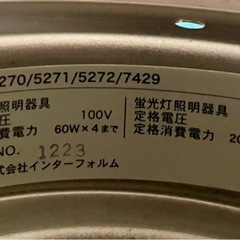 270/5271/5272/7429
照明器具
圧 100V
費電力 60W×4まで
NO. 1223
式会社インターフォルム
蛍光灯照明器具
定格電圧
定格消費電力 20